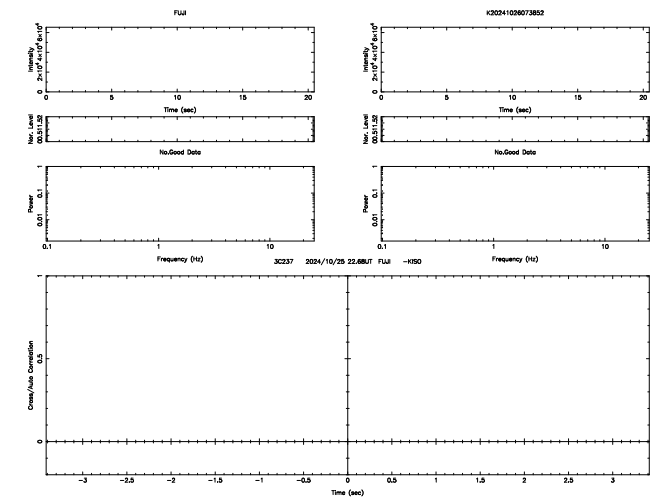 FUJI K20241026073852
Intensity 2×10⁴ 4×10⁴ 6×10⁴ 0
0 5 10 15 20
Time (sec)
Intensity 2×10⁴ 4×10⁴ 6×10⁴ 0
0 5 10 15 20
Time (sec)
Nor. Level 00.511.52
Nor. Level 00.511.52
No.Good Data No.Good Data
Power 0.01 0.1 1
0.1 1 10
Frequency (Hz)
Power 0.01 0.1 1
0.1 1 10
Frequency (Hz)
3C237 2024/10/25 22.68UT FUJI -KISO
Cross/Auto Correlation 0 0.5 1
-3 -2.5 -2 -1.5 -1 -0.5 0 0.5 1 1.5 2 2.5 3
Time (sec)